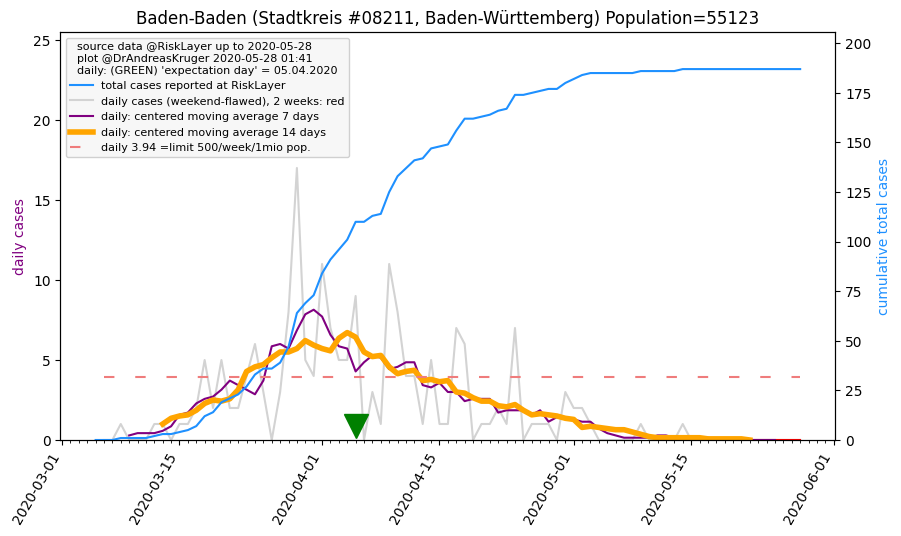 Baden-Baden (Stadtkreis #08211, Baden-Württemberg) Population=55123
source data @RiskLayer up to 2020-05-28
plot @DrAndreasKruger 2020-05-28 01:41
daily: (GREEN) 'expectation day' = 05.04.2020
total cases reported at RiskLayer
daily cases (weekend-flawed), 2 weeks: red
daily: centered moving average 7 days
daily: centered moving average 14 days
daily 3.94 =limit 500/week/1mio pop.
daily cases
25
20
15
10
5
0
cumulative total cases
200
175
150
125
100
75
50
25
0
2020-03-01
2020-03-15
2020-04-01
2020-04-15
2020-05-01
2020-05-15
2020-06-01